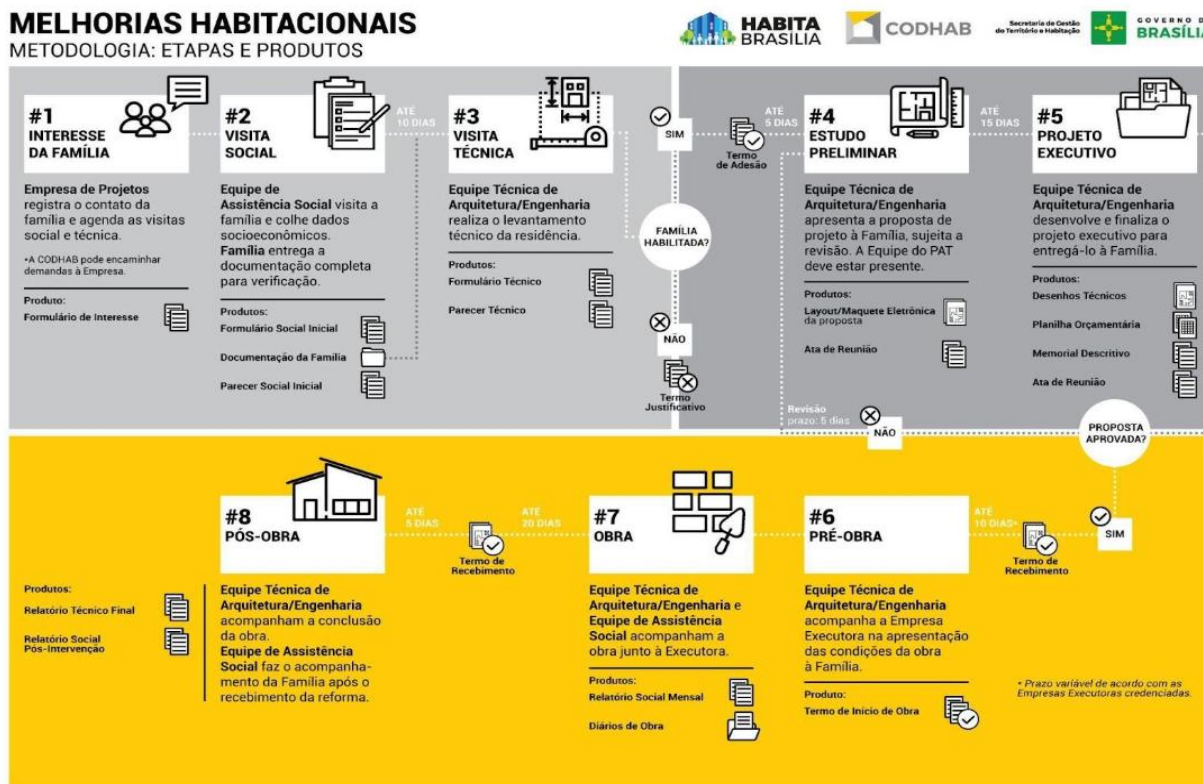 MELHORIAS HABITACIONAIS
METODOLOGIA: ETAPAS E PRODUTOS
HABITA
BRASÍLIA
CODHAB
Secretaria de Gestão
do Território e Habitação
GOVERNO DE
BRASÍLIA
#1
INTERESSE
DA FAMÍLIA
Empresa de Projetos
registra o contato da
família e agenda as visitas
social e técnica.
•A CODHAB pode encaminhar
demandas à Empresa.
Produto:
Formulário de Interesse
#2
VISITA
SOCIAL
Equipe de
Assistência Social visita a
família e colhe dados
socioeconômicos.
Família entrega a
documentação completa
para verificação.
Produtos:
Formulário Social Inicial
Documentação da Família
Parecer Social Inicial
ATÉ
10 DIAS
#3
VISITA
TÉCNICA
Equipe Técnica de
Arquitetura/Engenharia
realiza o levantamento
técnico da residência.
Produtos:
Formulário Técnico
Parecer Técnico
SIM
FAMÍLIA
HABILITADA?
NÃO
Termo
Justificativo
Termo
de Adesão
ATÉ
5 DIAS
#4
ESTUDO
PRELIMINAR
Equipe Técnica de
Arquitetura/Engenharia
apresenta a proposta de
projeto à Família, sujeita a
revisão. A Equipe do PAT
deve estar presente.
Produtos:
Layout/Maquete Eletrônica
da proposta
Ata de Reunião
ATÉ
15 DIAS
#5
PROJETO
EXECUTIVO
Equipe Técnica de
Arquitetura/Engenharia
desenvolve e finaliza o
projeto executivo para
entregá-lo à Família.
Produtos:
Desenhos Técnicos
Planilha Orçamentária
Memorial Descritivo
Ata de Reunião
Revisão
prazo: 5 dias
NÃO
PROPOSTA
APROVADA?
SIM
Termo de
Recebimento
ATÉ
10 DIAS*
#6
PRÉ-OBRA
Equipe Técnica de
Arquitetura/Engenharia
acompanha a Empresa
Executora na apresentação
das condições da obra
à Família.
Produto:
Termo de Início de Obra
* Prazo variável de acordo com as
Empresas Executoras credenciadas.
#7
OBRA
Equipe Técnica de
Arquitetura/Engenharia e
Equipe de Assistência
Social acompanham a
obra junto à Executora.
Produtos:
Relatório Social Mensal
Diários de Obra
ATÉ
20 DIAS
Termo de
Recebimento
ATÉ
5 DIAS
#8
PÓS-OBRA
Equipe Técnica de
Arquitetura/Engenharia
acompanham a conclusão
da obra.
Equipe de Assistência
Social faz o acompanha-
mento da Família após o
recebimento da reforma.
Produtos:
Relatório Técnico Final
Relatório Social
Pós-Intervenção